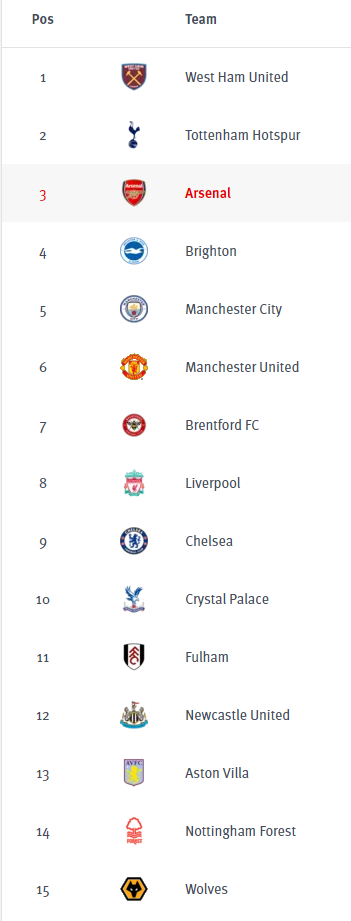 Pos Team
1 West Ham United
2 Tottenham Hotspur
3 Arsenal
4 Brighton
5 Manchester City
6 Manchester United
7 Brentford FC
8 Liverpool
9 Chelsea
10 Crystal Palace
11 Fulham
12 Newcastle United
13 Aston Villa
14 Nottingham Forest
15 Wolves